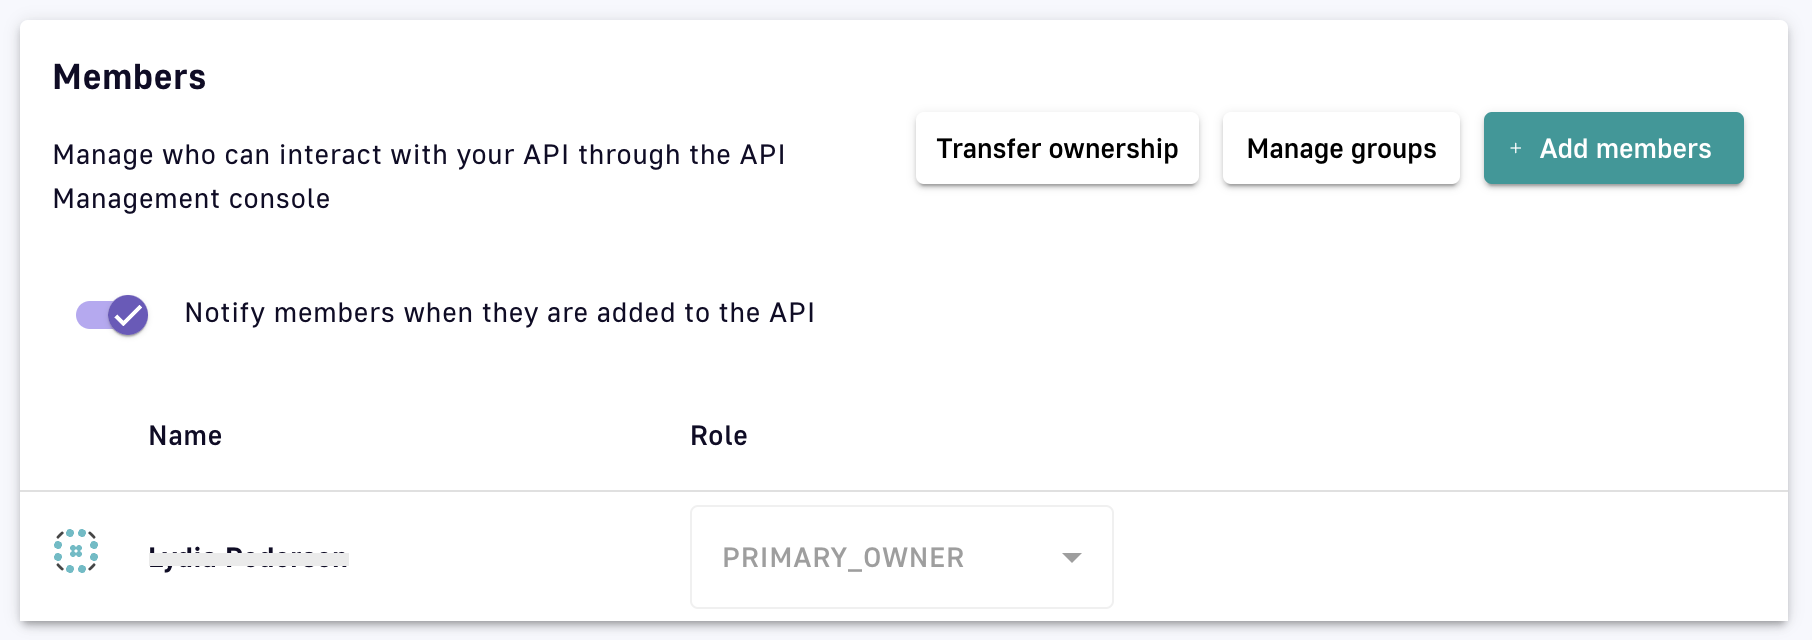 Members
Manage who can interact with your API through the API
Management console
Transfer ownership
Manage groups
+ Add members
Notify members when they are added to the API
Name Role
PRIMARY_OWNER